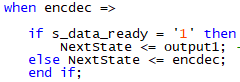 when encdec =>
if s_data_ready = '1' then -
NextState <= output1;
else NextState <= encdec;
end if;